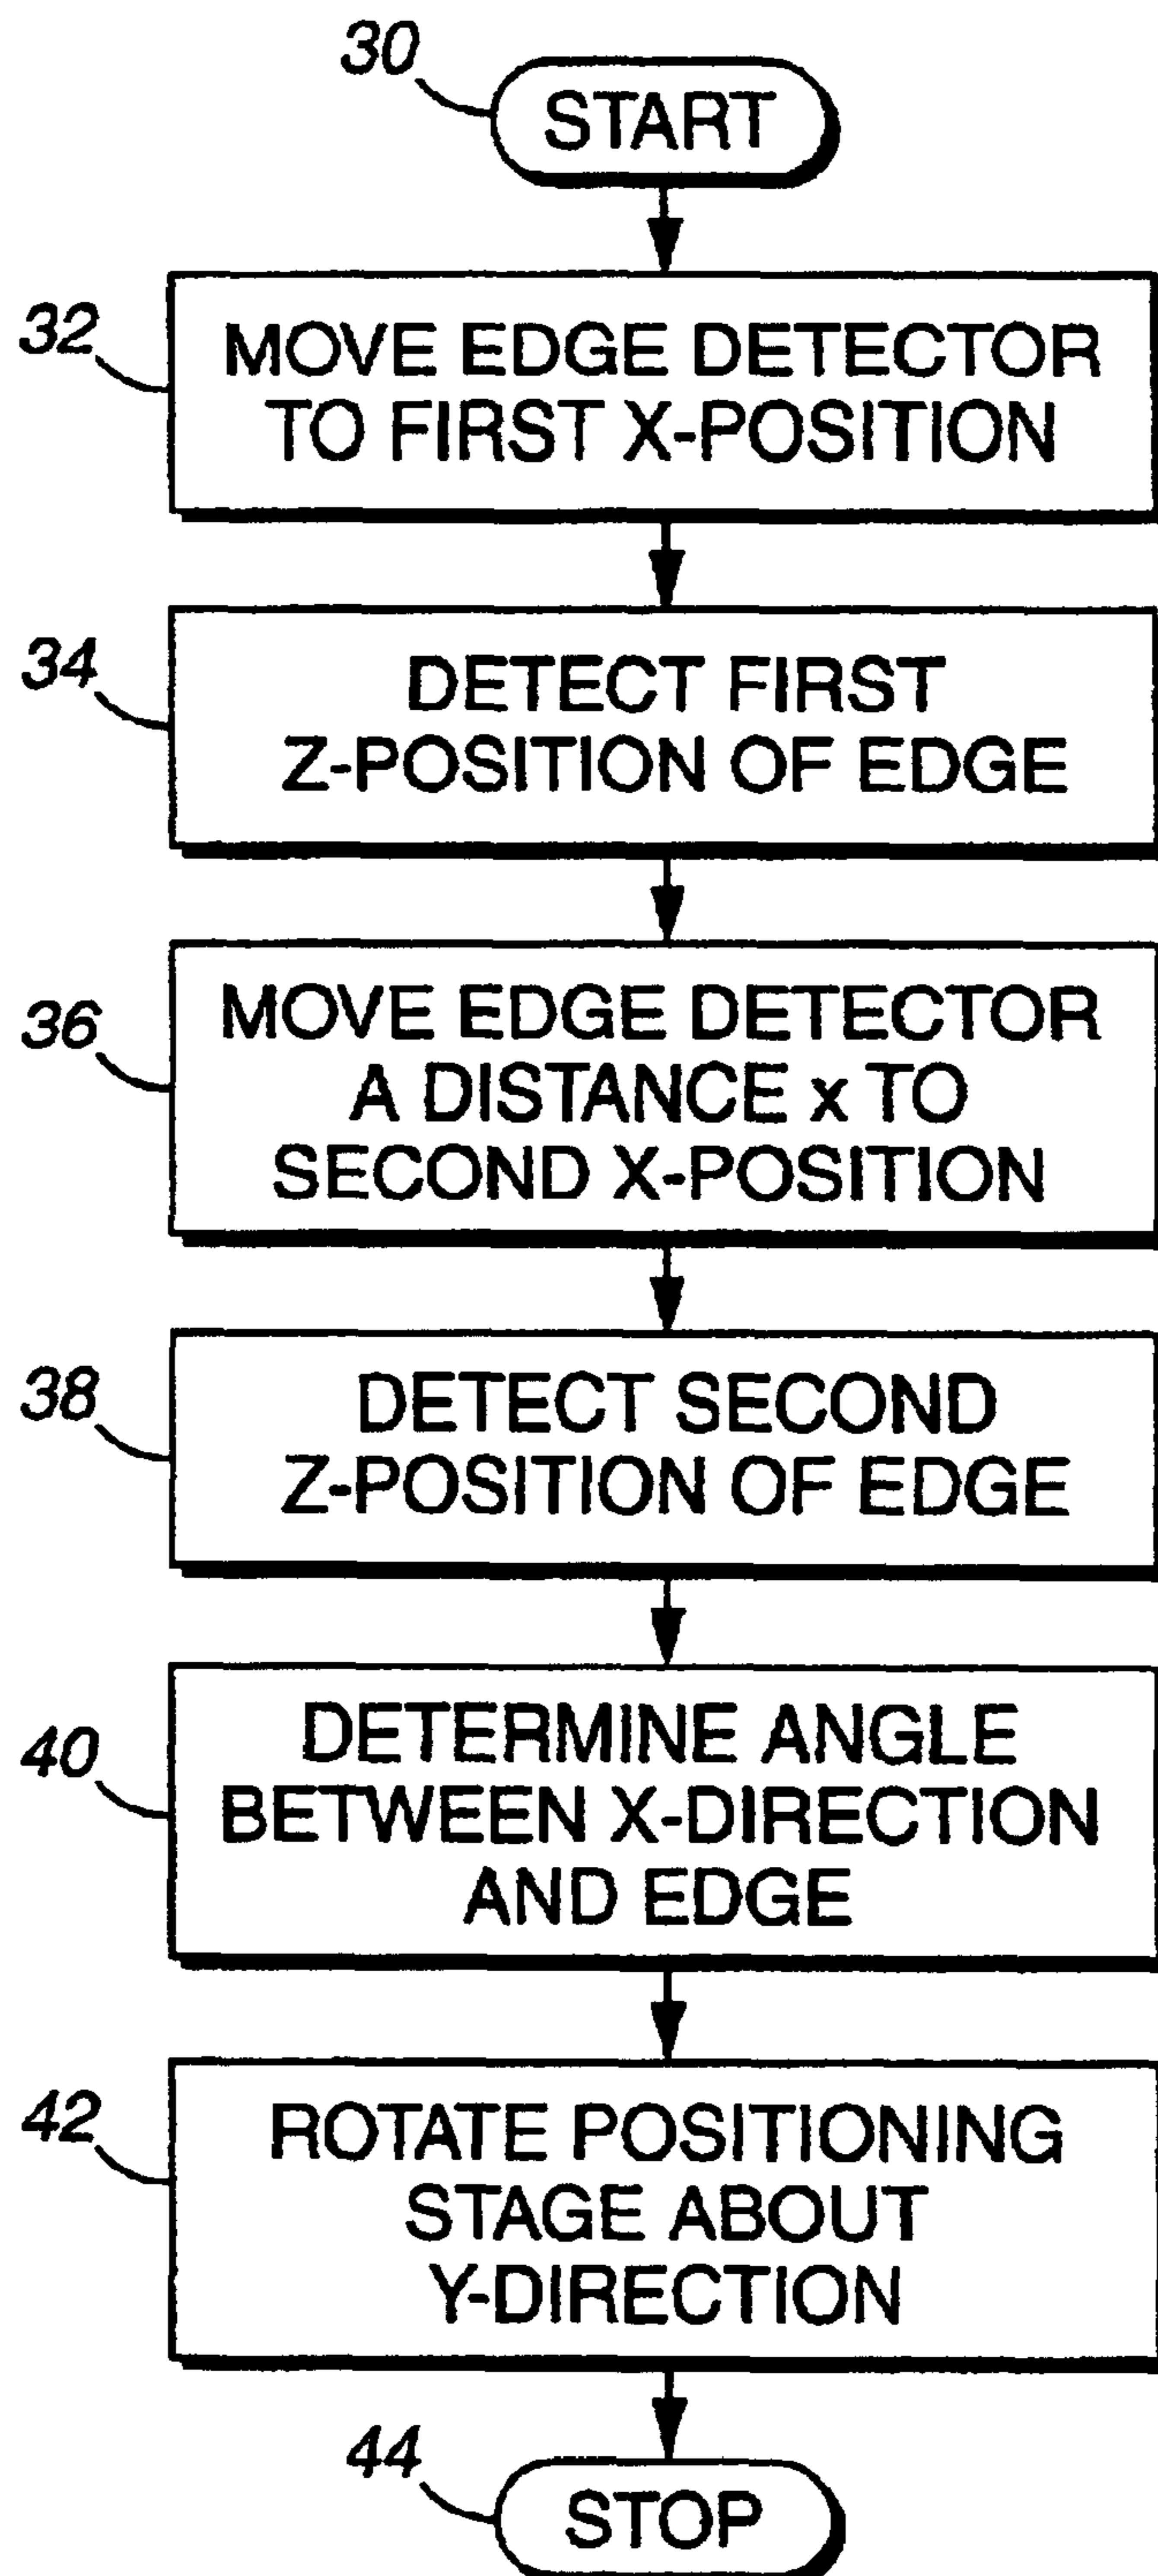 30
START
32
MOVE EDGE DETECTOR
TO FIRST X-POSITION
34
DETECT FIRST
Z-POSITION OF EDGE
36
MOVE EDGE DETECTOR
A DISTANCE x TO
SECOND X-POSITION
38
DETECT SECOND
Z-POSITION OF EDGE
40
DETERMINE ANGLE
BETWEEN X-DIRECTION
AND EDGE
42
ROTATE POSITIONING
STAGE ABOUT
Y-DIRECTION
44
STOP